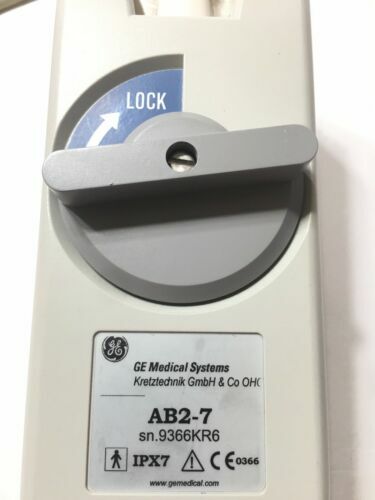 LOCK
GE
GE Medical Systems
Kretztechnik GmbH & Co OHG
AB2-7
sn.9366KR6
IPX7 CE 0366
www.gemedical.com